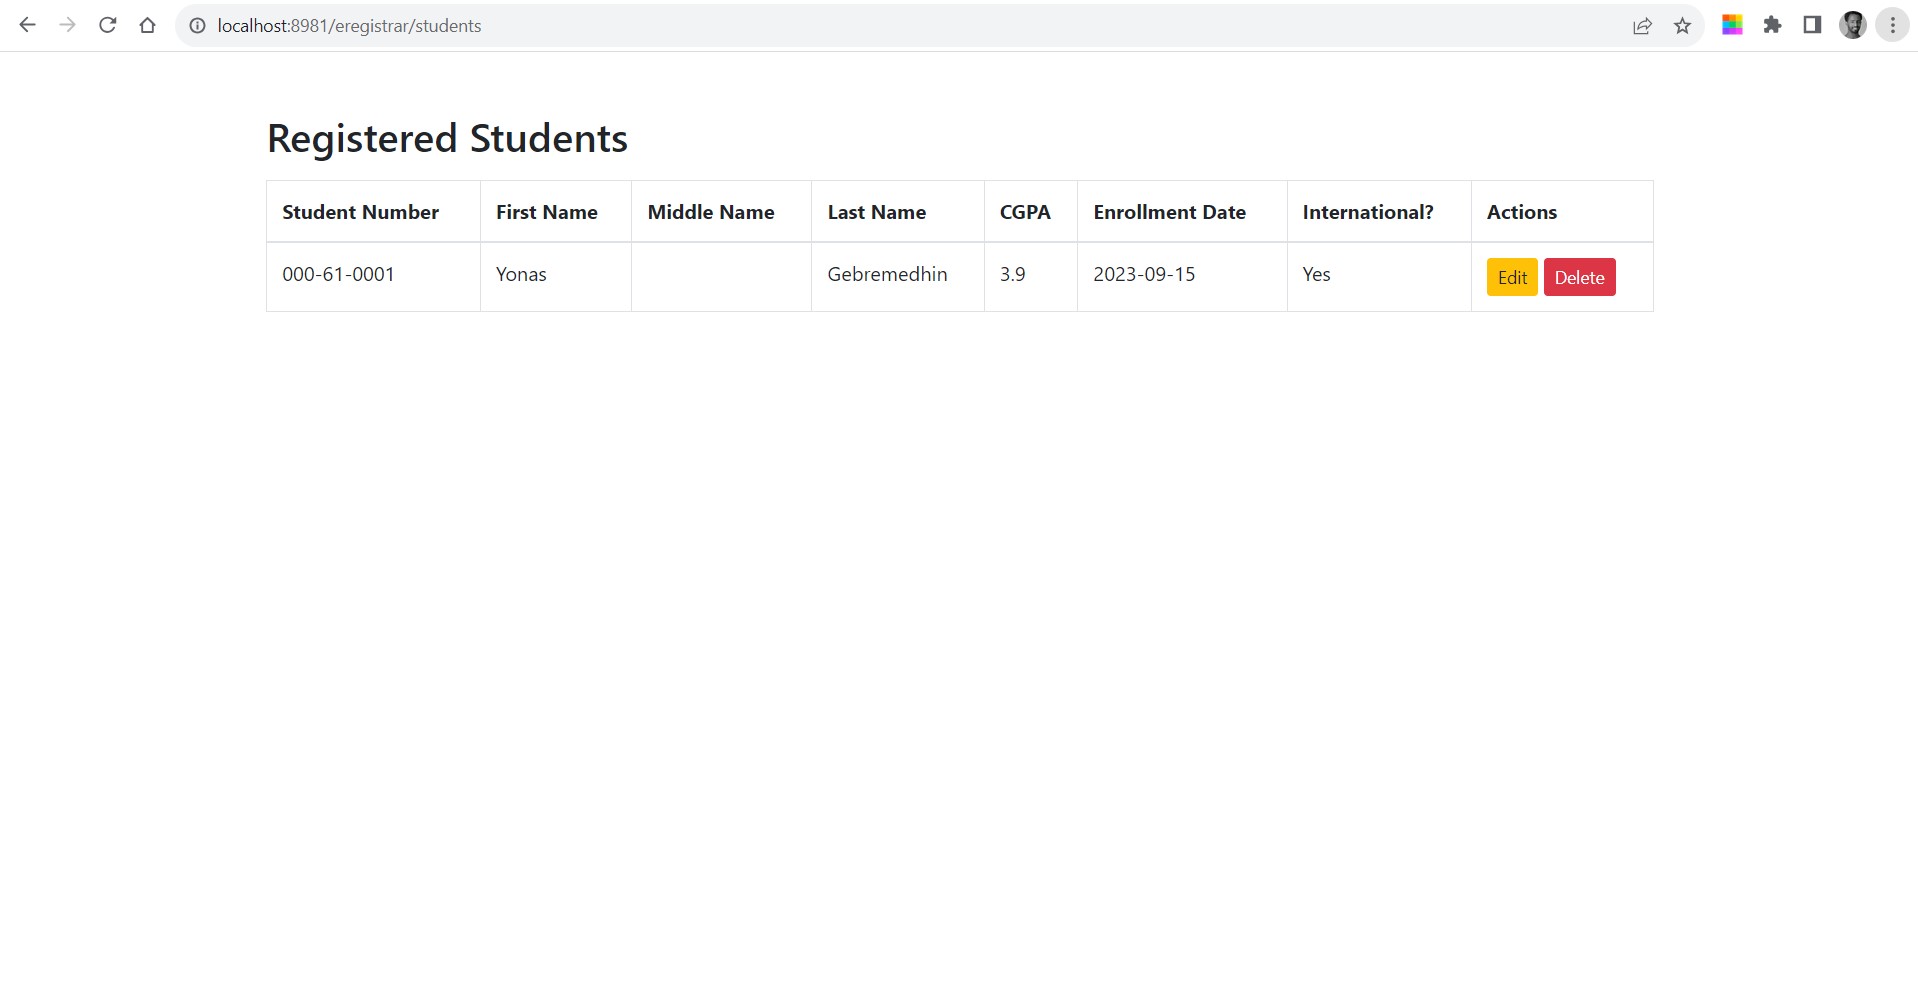 localhost:8981/eregistrar/students
Registered Students
Student Number First Name Middle Name Last Name CGPA Enrollment Date International? Actions
000-61-0001 Yonas Gebremedhin 3.9 2023-09-15 Yes Edit Delete